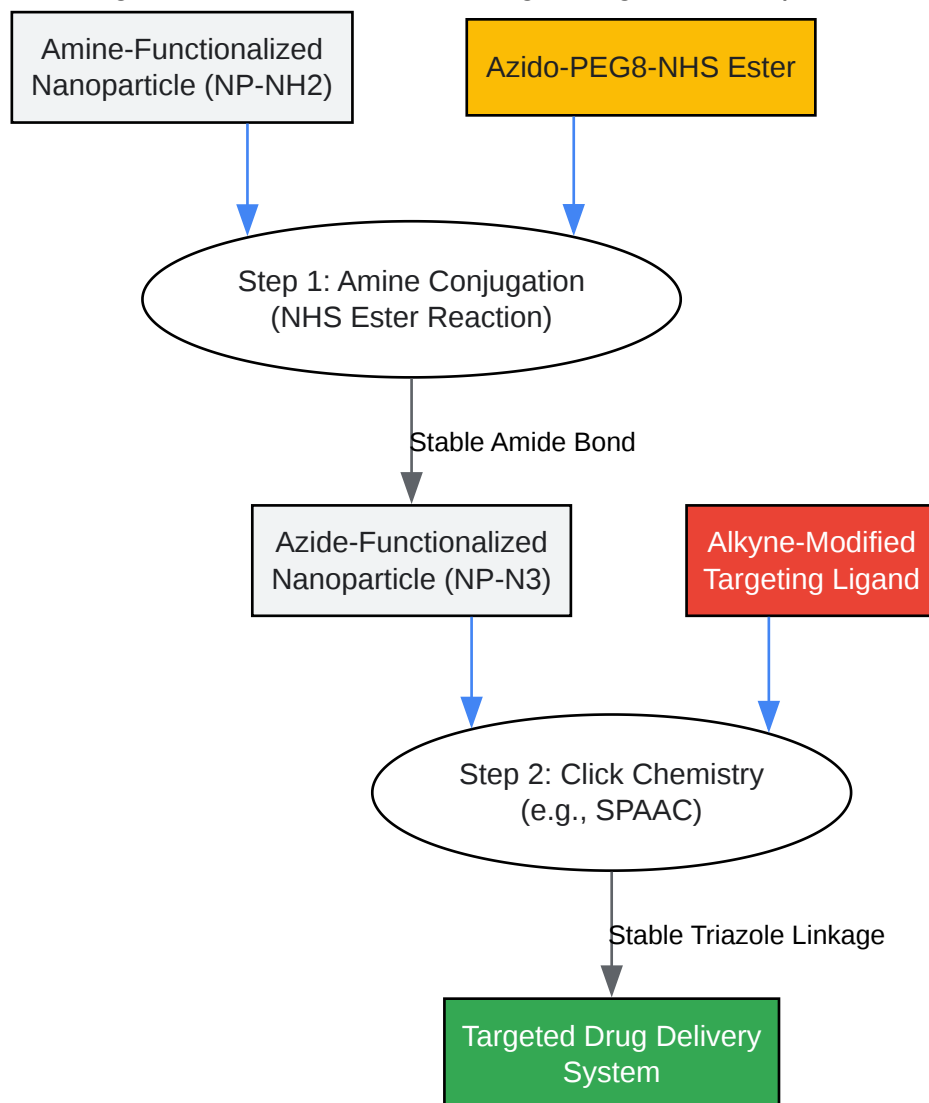 Amine-Functionalized
Nanoparticle (NP-NH2)
Azido-PEG8-NHS Ester
Step 1: Amine Conjugation
(NHS Ester Reaction)
Stable Amide Bond
Azide-Functionalized
Nanoparticle (NP-N3)
Alkyne-Modified
Targeting Ligand
Step 2: Click Chemistry
(e.g., SPAAC)
Stable Triazole Linkage
Targeted Drug Delivery
System